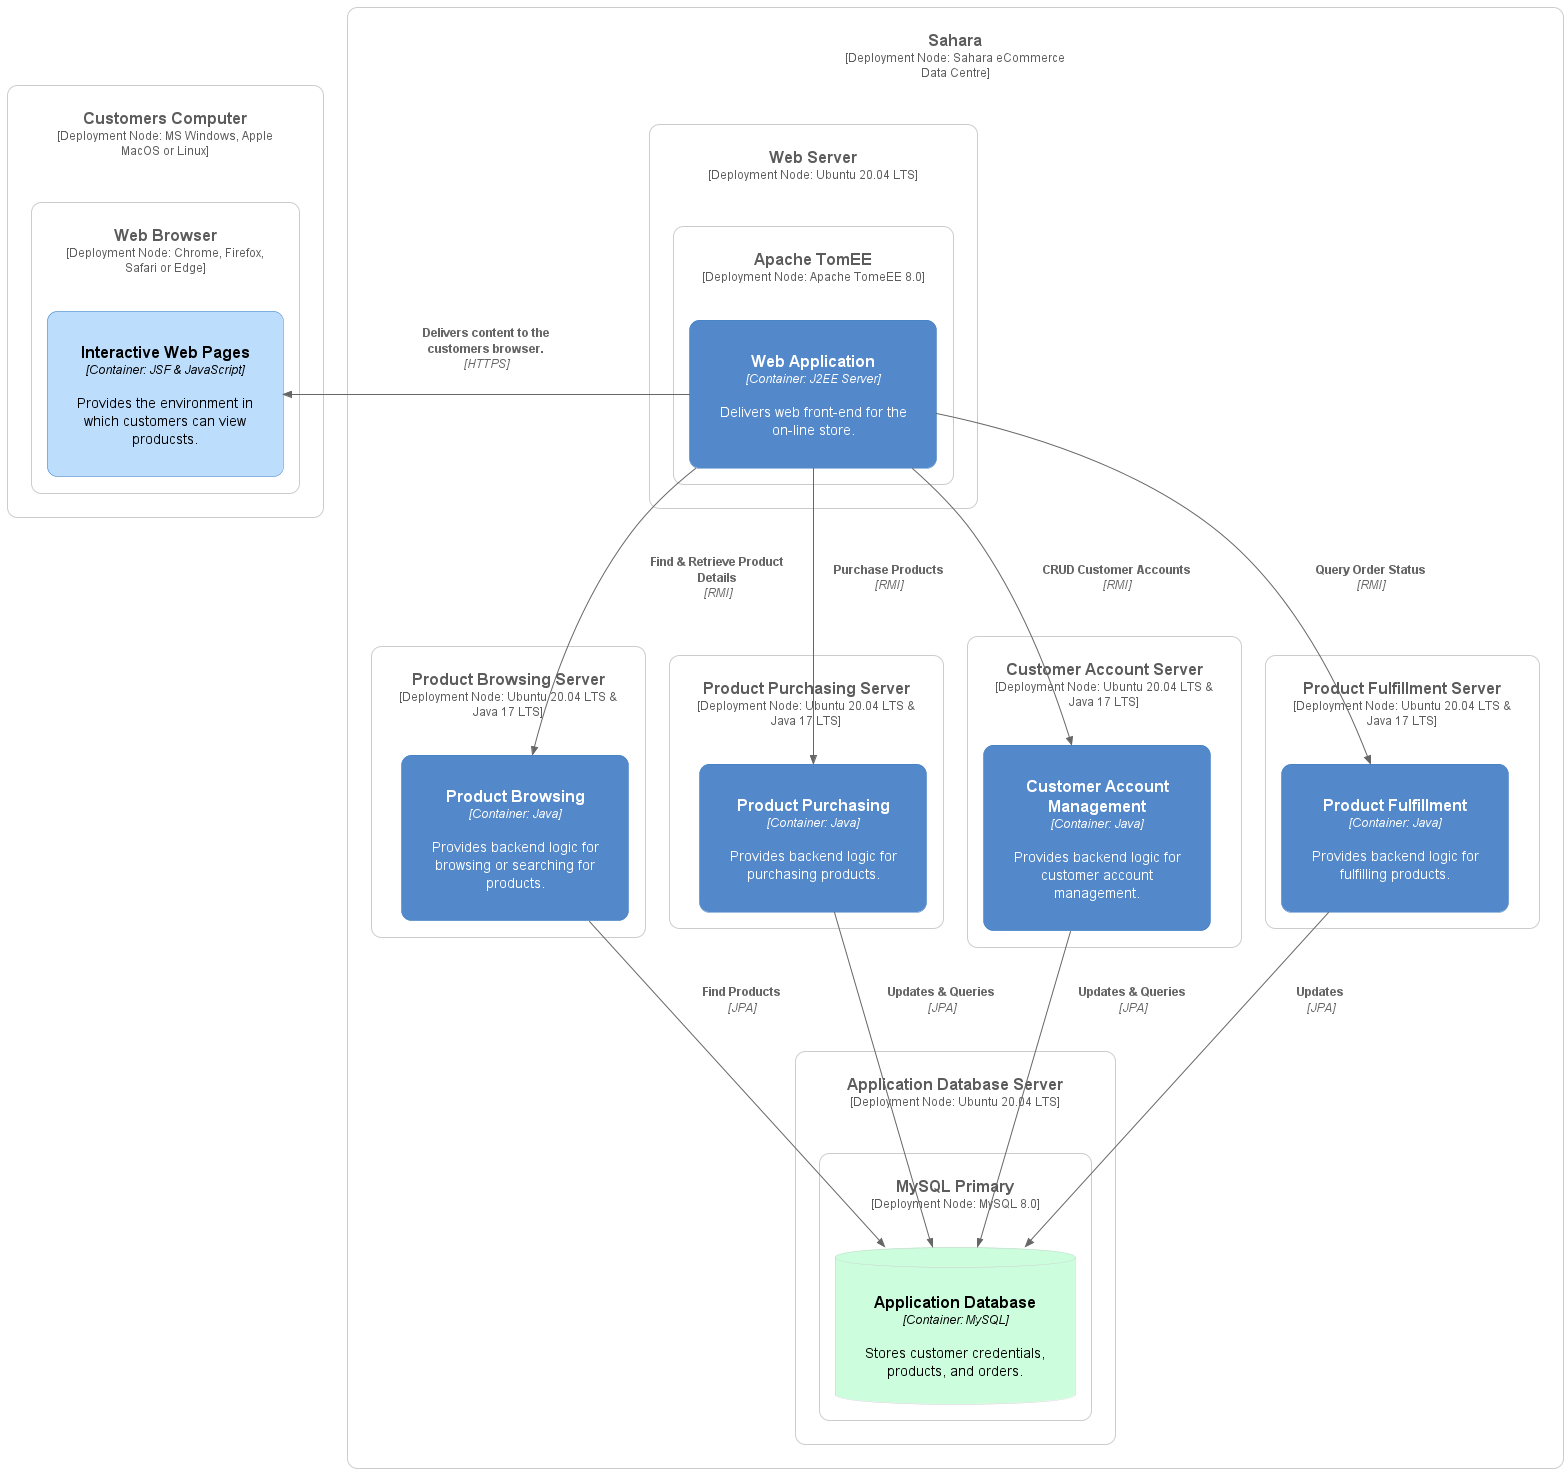 Sahara
[Deployment Node: Sahara eCommerce
Data Centre]
Customers Computer
[Deployment Node: MS Windows, Apple
MacOS or Linux]
Web Browser
[Deployment Node: Chrome, Firefox,
Safari or Edge]
Interactive Web Pages
[Container: JSF & JavaScript]
Provides the environment in
which customers can view
producsts.
Delivers content to the
customers browser.
[HTTPS]
Web Server
[Deployment Node: Ubuntu 20.04 LTS]
Apache TomEE
[Deployment Node: Apache TomeEE 8.0]
Web Application
[Container: J2EE Server]
Delivers web front-end for the
on-line store.
Find & Retrieve Product
Details
[RMI]
Purchase Products
[RMI]
CRUD Customer Accounts
[RMI]
Query Order Status
[RMI]
Product Browsing Server
[Deployment Node: Ubuntu 20.04 LTS &
Java 17 LTS]
Product Browsing
[Container: Java]
Provides backend logic for
browsing or searching for
products.
Product Purchasing Server
[Deployment Node: Ubuntu 20.04 LTS &
Java 17 LTS]
Product Purchasing
[Container: Java]
Provides backend logic for
purchasing products.
Customer Account Server
[Deployment Node: Ubuntu 20.04 LTS &
Java 17 LTS]
Customer Account
Management
[Container: Java]
Provides backend logic for
customer account
management.
Product Fulfillment Server
[Deployment Node: Ubuntu 20.04 LTS &
Java 17 LTS]
Product Fulfillment
[Container: Java]
Provides backend logic for
fulfilling products.
Find Products
[JPA]
Updates & Queries
[JPA]
Updates & Queries
[JPA]
Updates
[JPA]
Application Database Server
[Deployment Node: Ubuntu 20.04 LTS]
MySQL Primary
[Deployment Node: MySQL 8.0]
Application Database
[Container: MySQL]
Stores customer credentials,
products, and orders.